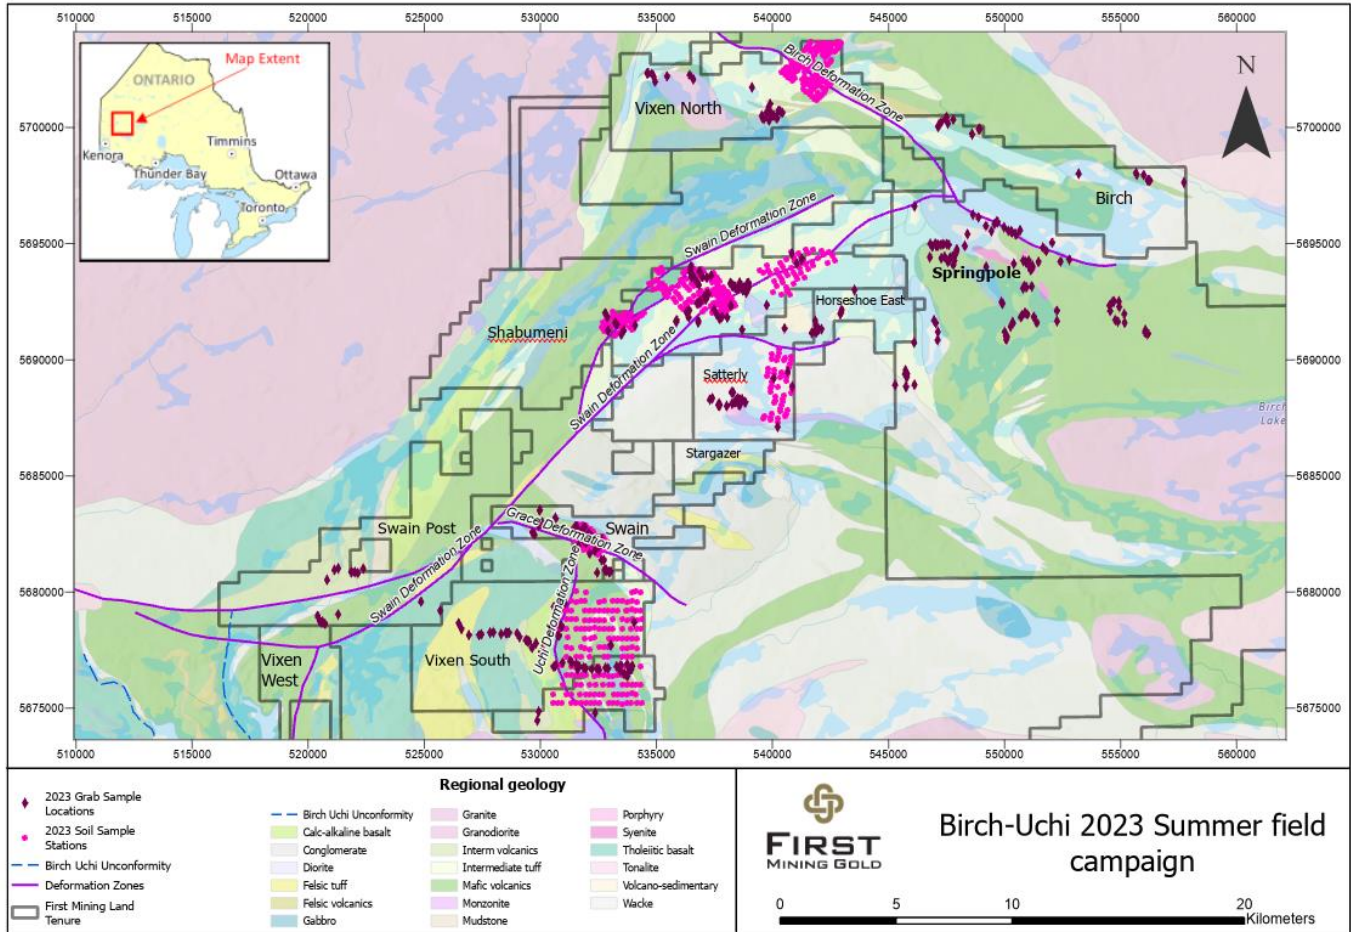 510000 515000 520000 525000 530000 535000 540000 545000 550000 555000 560000
Map Extent
ONTARIO
Timmins
Kenora
Thunder Bay
Ottawa
Toronto
N
5700000 5700000
5695000 5695000
5690000 5690000
5685000 5685000
5680000 5680000
5675000 5675000
Birch Deformation Zone
Vixen North
Birch
Swain Deformation Zone
Springpole
Horseshoe East
Shabumeni
Swain Deformation Zone
Satterly
Birch
Lake
Stargazer
Swain Post
Grace Deformation Zone
Swain
Swain Deformation Zone
Uchi Deformation Zone
Vixen
West
Vixen South
510000 515000 520000 525000 530000 535000 540000 545000 550000 555000 560000
2023 Grab Sample
Locations
2023 Soil Sample
Stations
Birch Uchi Unconformity
Deformation Zones
First Mining Land
Tenure
Regional geology
Birch Uchi Unconformity
Calc-alkaline basalt
Conglomerate
Diorite
Felsic tuff
Felsic volcanics
Gabbro
Granite
Granodiorite
Interm volcanics
Intermediate tuff
Mafic volcanics
Monzonite
Mudstone
Porphyry
Syenite
Tholeiitic basalt
Tonalite
Volcano-sedimentary
Wacke
FIRST
MINING GOLD
Birch-Uchi 2023 Summer field
campaign
0 5 10 20
Kilometers